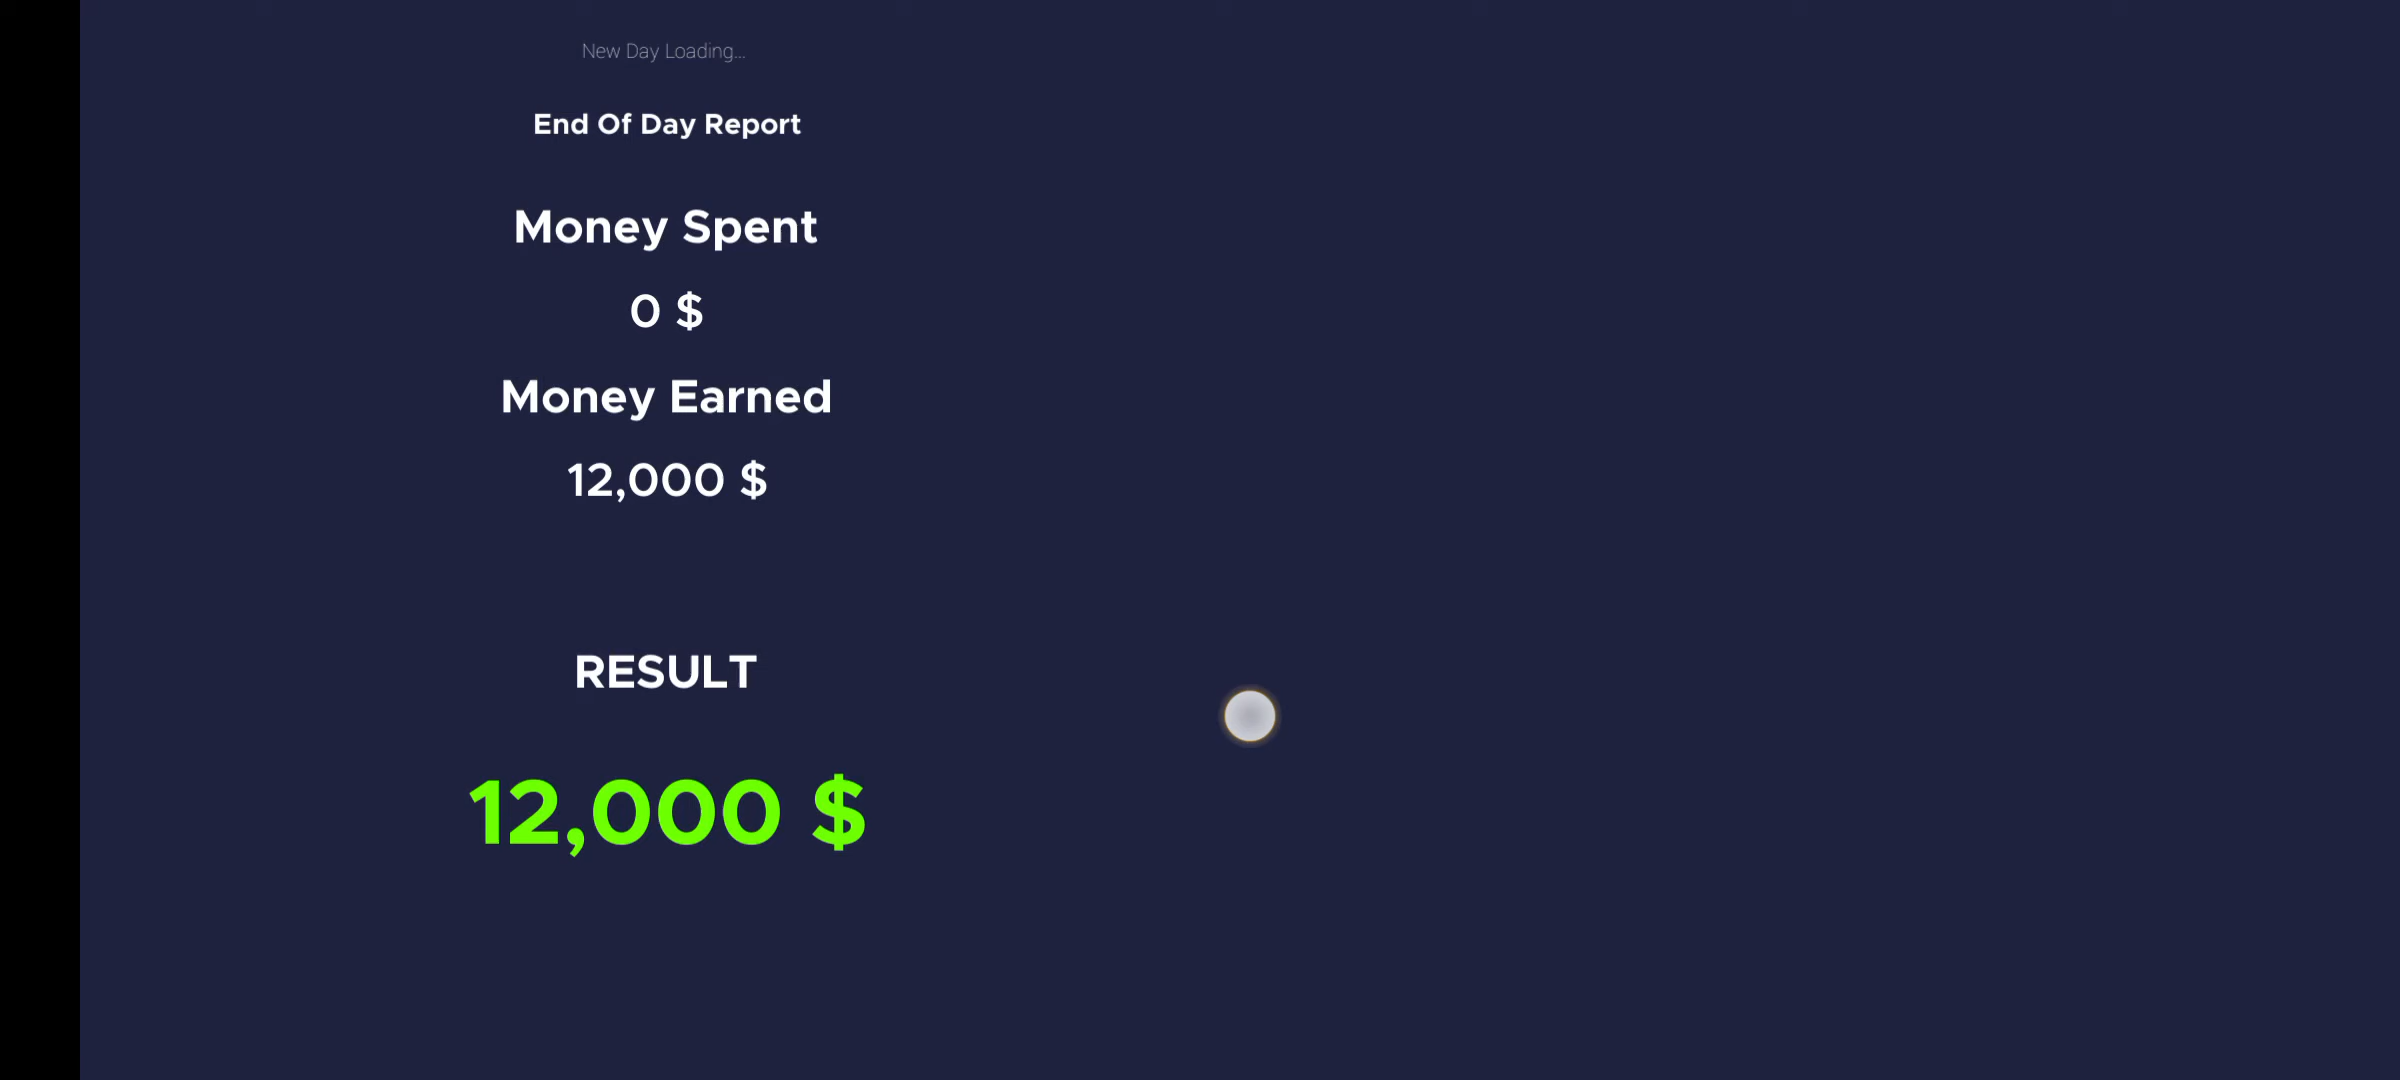 New Day Loading...
End Of Day Report
Money Spent
0 $
Money Earned
12,000 $
RESULT
12,000 $